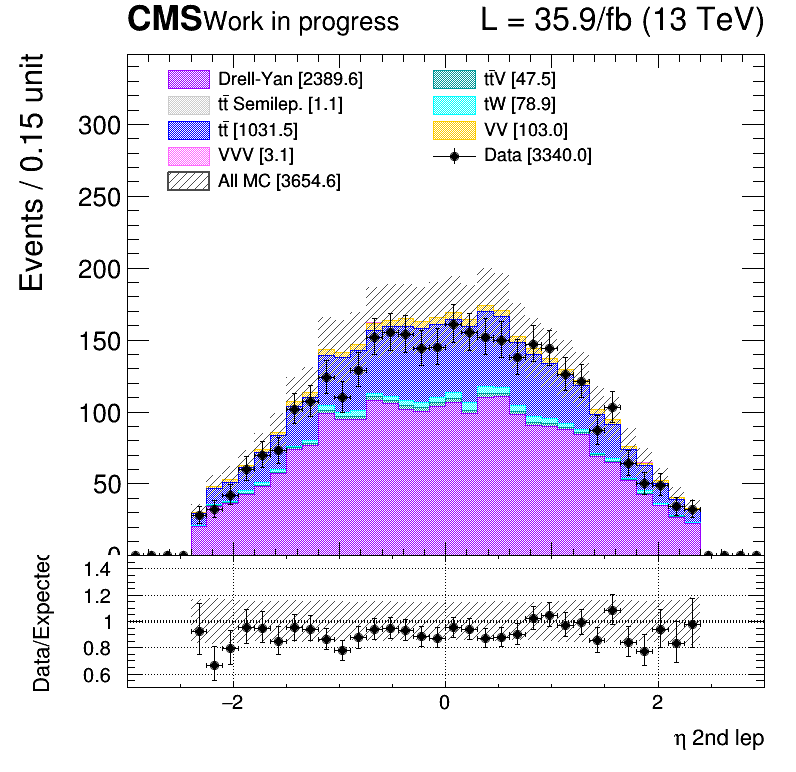 CMS Work in progress L = 35.9/fb (13 TeV)
Drell-Yan [2389.6] tt̄V [47.5]
tt̄ Semilep. [1.1] tW [78.9]
tt̄ [1031.5] VV [103.0]
VVV [3.1] Data [3340.0]
All MC [3654.6]
Events / 0.15 unit
300
250
200
150
100
50
0
Data/Expected
1.4
1.2
1
0.8
0.6
−2 0 2
η 2nd lep